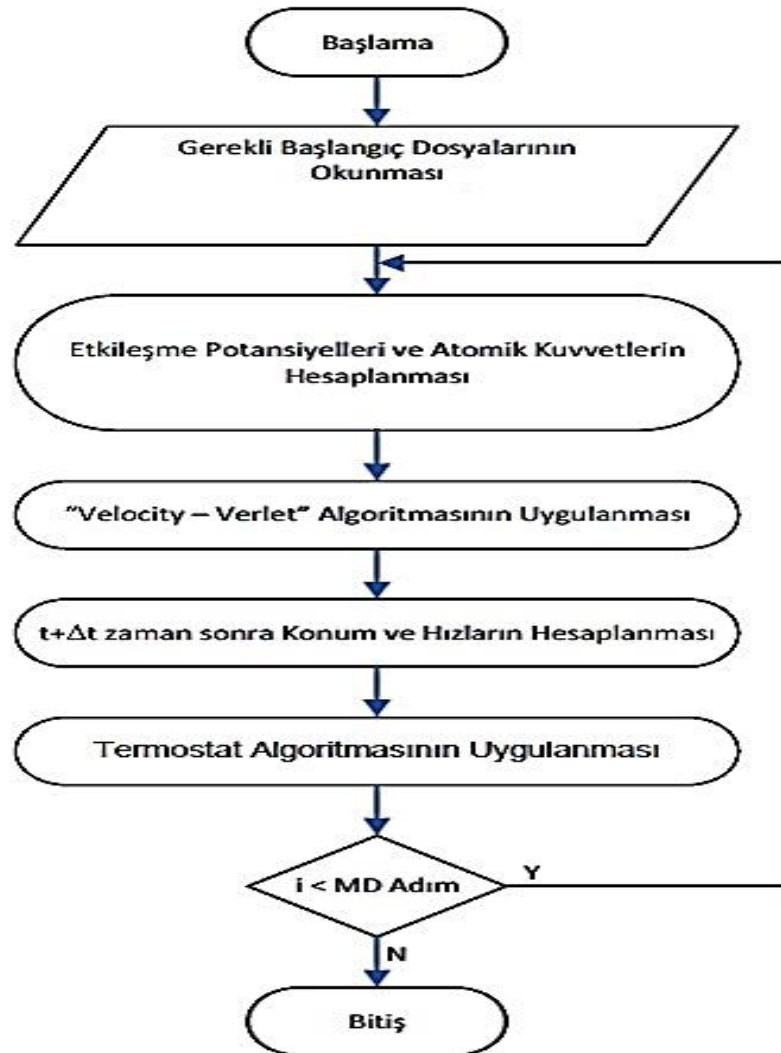 Başlama
Gerekli Başlangıç Dosyalarının
Okunması
Etkileşme Potansiyelleri ve Atomik Kuvvetlerin
Hesaplanması
“Velocity – Verlet” Algoritmasının Uygulanması
t+Δt zaman sonra Konum ve Hızların Hesaplanması
Termostat Algoritmasının Uygulanması
i < MD Adım
Y
N
Bitiş